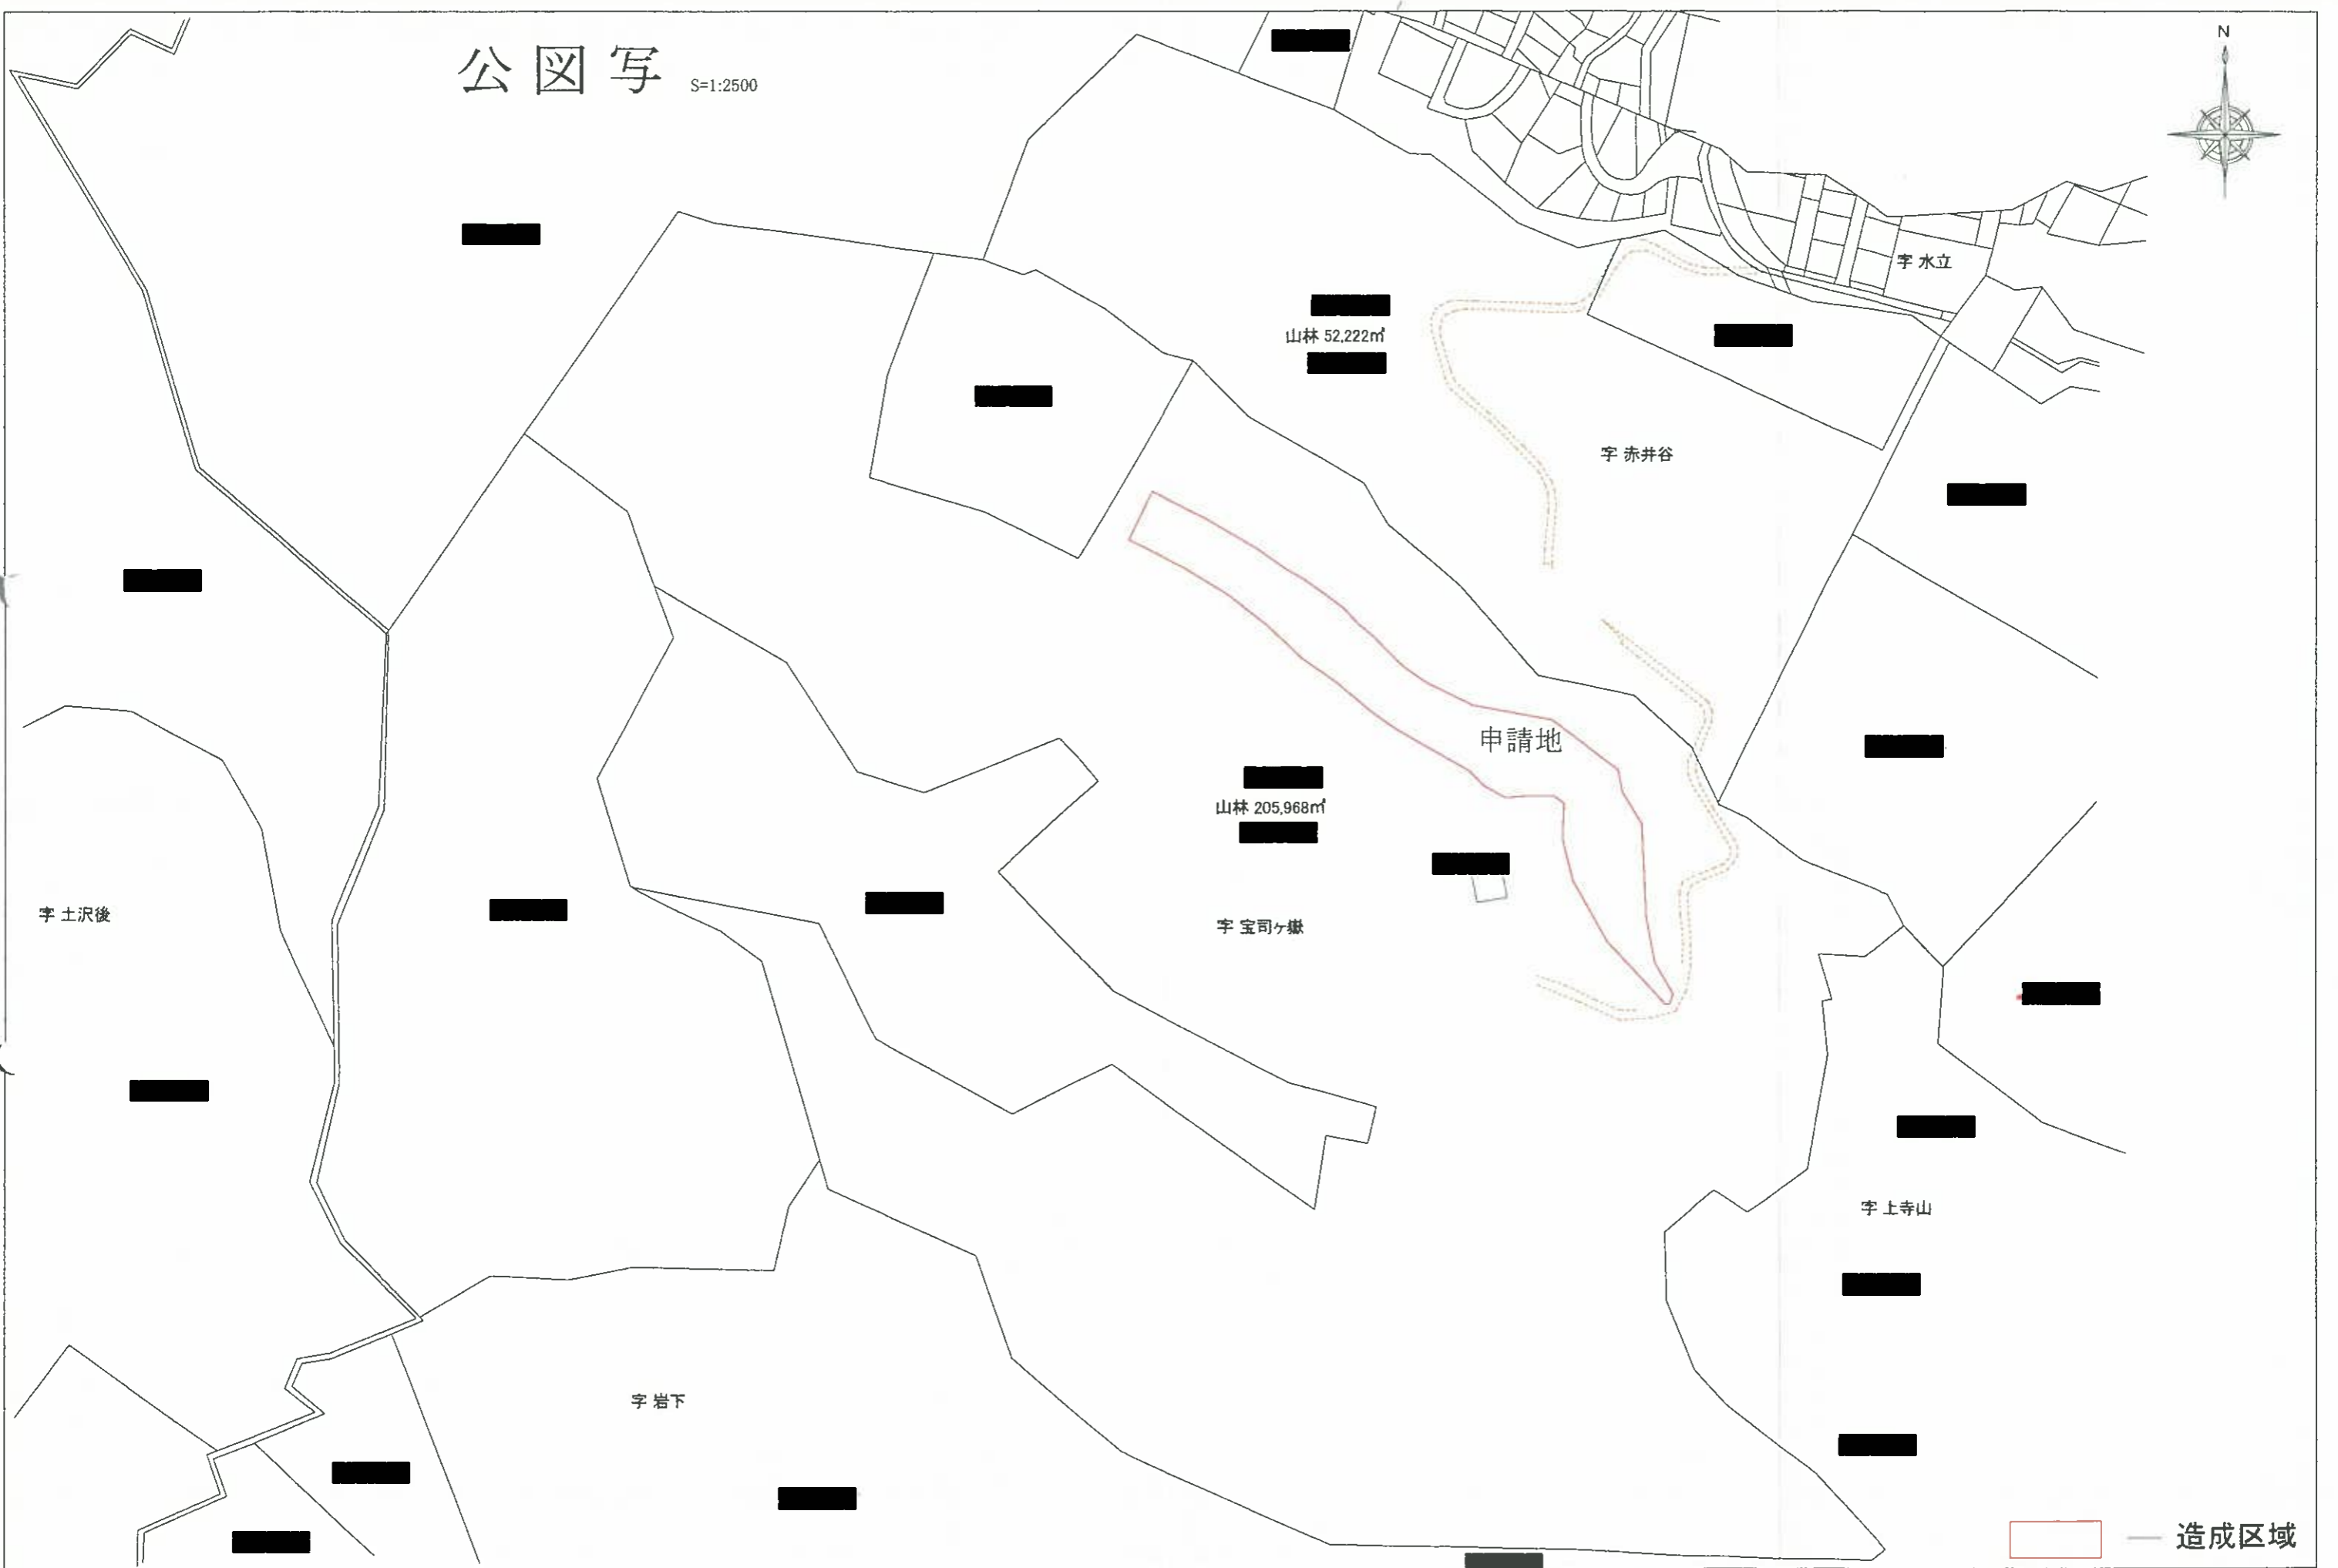 公図写 S=1:2500
N
字 水立
山林 52,222㎡
字 赤井谷
申請地
山林 205,968㎡
字 土沢後
字 宝司ヶ嶽
字 上寺山
字 岩下
造成区域